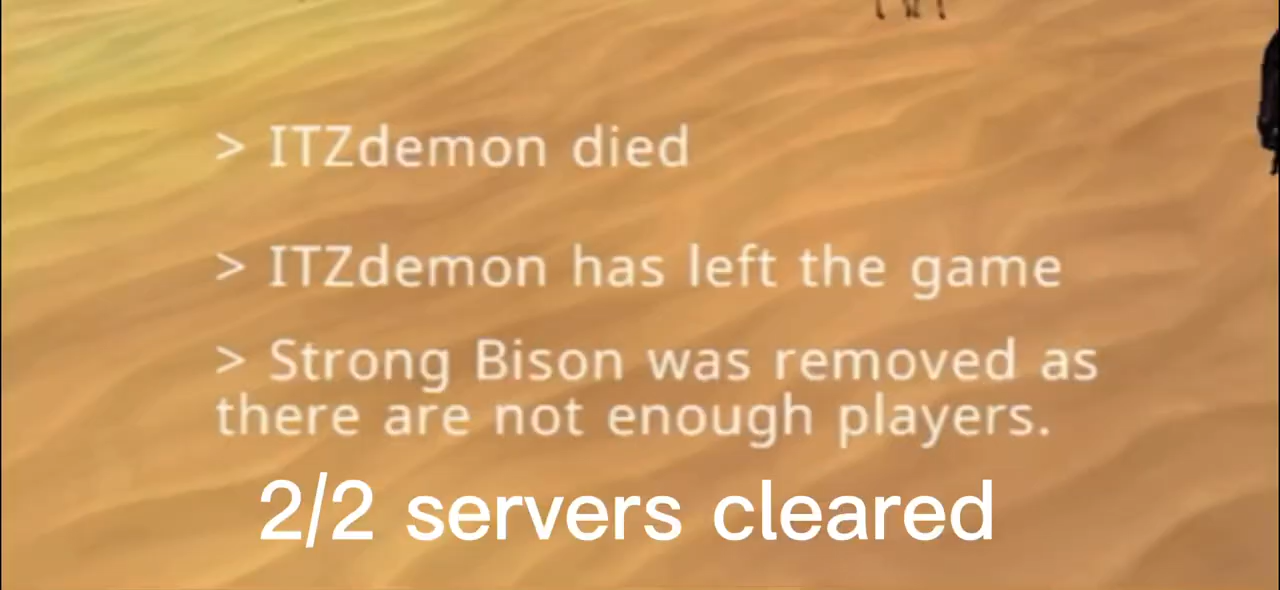 > ITZdemon died
> ITZdemon has left the game
> Strong Bison was removed as
there are not enough players.
2/2 servers cleared